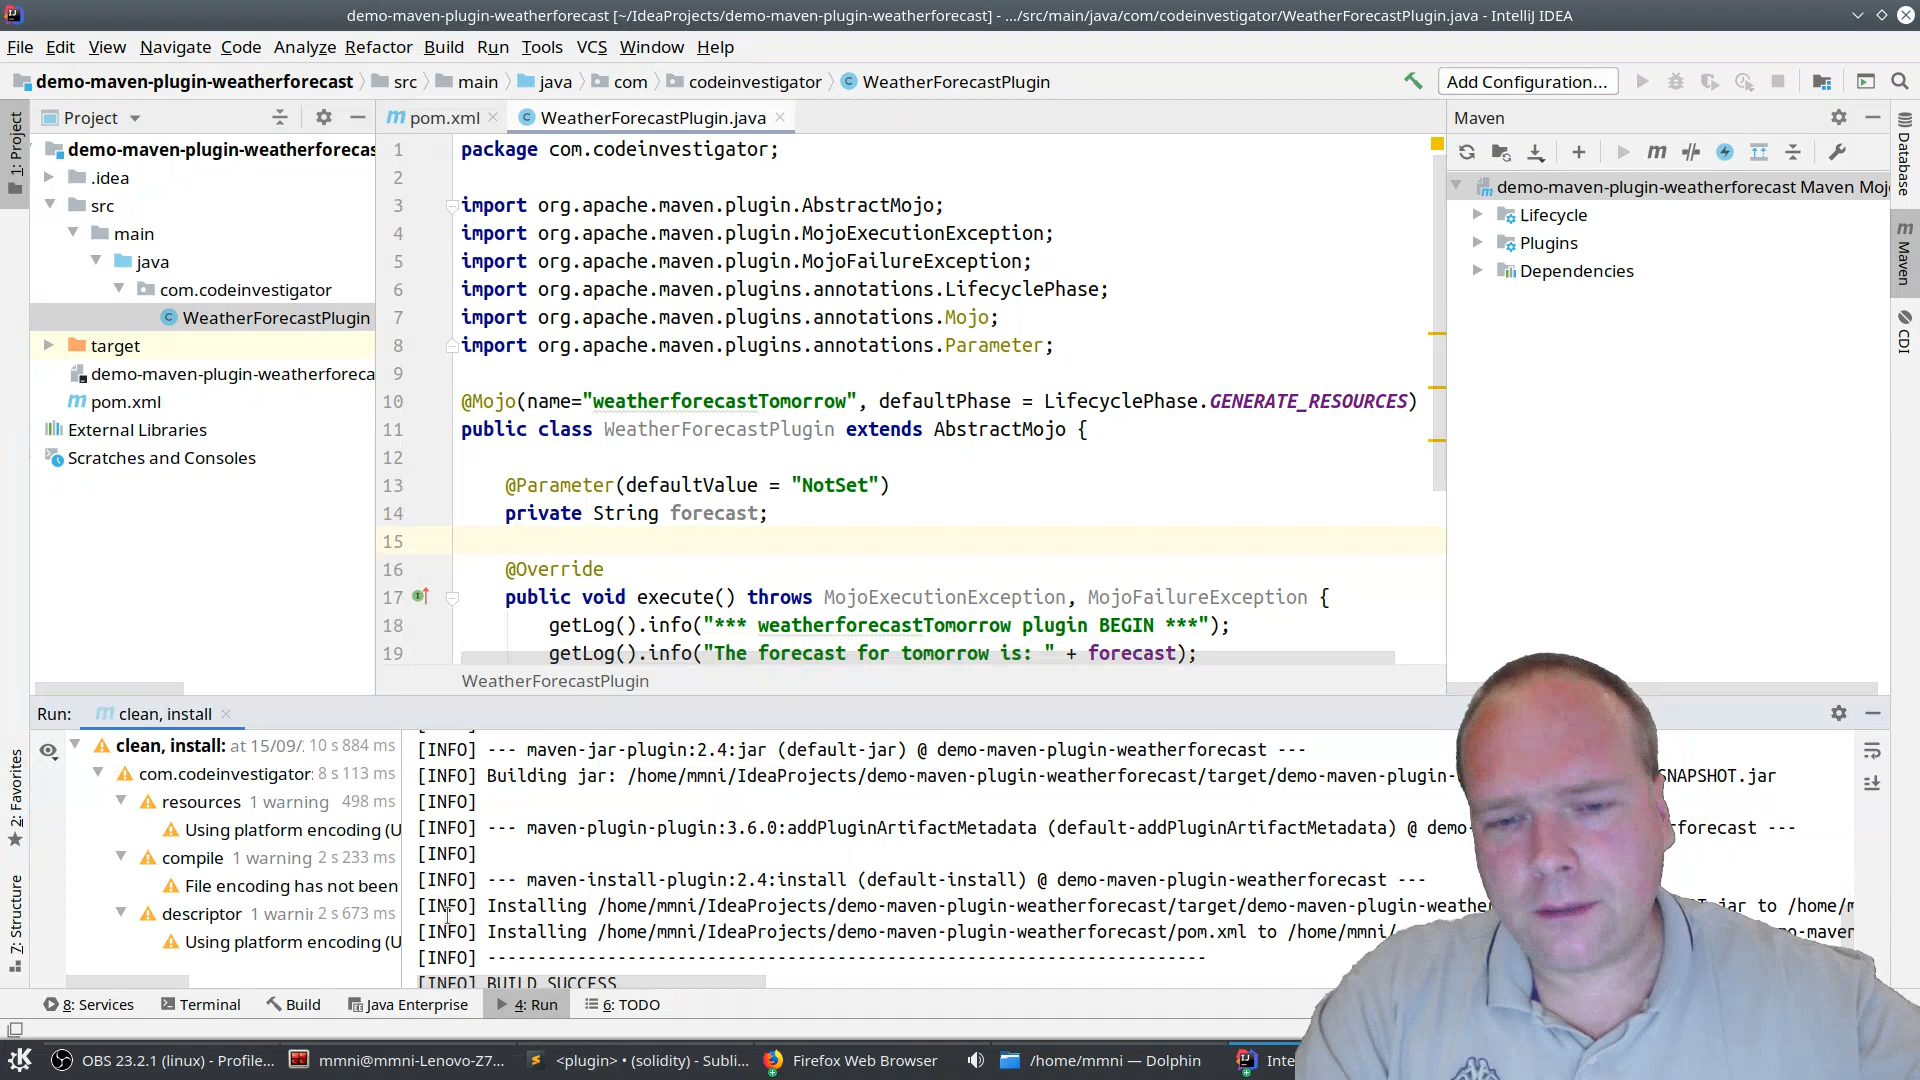 demo-maven-plugin-weatherforecast [~/IdeaProjects/demo-maven-plugin-weatherforecast] - .../src/main/java/com/codeinvestigator/WeatherForecastPlugin.java - IntelliJ IDEA
File Edit View Navigate Code Analyze Refactor Build Run Tools VCS Window Help
demo-maven-plugin-weatherforecast src main java com codeinvestigator WeatherForecastPlugin Add Configuration...
1: Project
Project
demo-maven-plugin-weatherforecas
.idea
src
main
java
com.codeinvestigator
WeatherForecastPlugin
target
demo-maven-plugin-weatherforeca
pom.xml
External Libraries
Scratches and Consoles
pom.xml WeatherForecastPlugin.java
1 package com.codeinvestigator;
2
3 import org.apache.maven.plugin.AbstractMojo;
4 import org.apache.maven.plugin.MojoExecutionException;
5 import org.apache.maven.plugin.MojoFailureException;
6 import org.apache.maven.plugins.annotations.LifecyclePhase;
7 import org.apache.maven.plugins.annotations.Mojo;
8 import org.apache.maven.plugins.annotations.Parameter;
9
10 @Mojo(name="weatherforecastTomorrow", defaultPhase = LifecyclePhase.GENERATE_RESOURCES)
11 public class WeatherForecastPlugin extends AbstractMojo {
12
13 @Parameter(defaultValue = "NotSet")
14 private String forecast;
15
16 @Override
17 public void execute() throws MojoExecutionException, MojoFailureException {
18 getLog().info("*** weatherforecastTomorrow plugin BEGIN ***");
19 getLog().info("The forecast for tomorrow is: " + forecast);
WeatherForecastPlugin
Maven
demo-maven-plugin-weatherforecast Maven Moj
Lifecycle
Plugins
Dependencies
Database
Maven
CDI
Run: clean, install
2: Favorites
7: Structure
clean, install: at 15/09/ 10 s 884 ms
com.codeinvestigator: 8 s 113 ms
resources 1 warning 498 ms
Using platform encoding (U
compile 1 warning 2 s 233 ms
File encoding has not been
descriptor 1 warnin 2 s 673 ms
Using platform encoding (U
[INFO] --- maven-jar-plugin:2.4:jar (default-jar) @ demo-maven-plugin-weatherforecast ---
[INFO] Building jar: /home/mmni/IdeaProjects/demo-maven-plugin-weatherforecast/target/demo-maven-plugin- SNAPSHOT.jar
[INFO]
[INFO] --- maven-plugin-plugin:3.6.0:addPluginArtifactMetadata (default-addPluginArtifactMetadata) @ demo- erforecast ---
[INFO]
[INFO] --- maven-install-plugin:2.4:install (default-install) @ demo-maven-plugin-weatherforecast ---
[INFO] Installing /home/mmni/IdeaProjects/demo-maven-plugin-weatherforecast/target/demo-maven-plugin-weathe .jar to /home/m
[INFO] Installing /home/mmni/IdeaProjects/demo-maven-plugin-weatherforecast/pom.xml to /home/mmni/ o-maven-
[INFO] ------------------------------------------------------------------------
[INFO] BUILD SUCCESS
8: Services Terminal Build Java Enterprise 4: Run 6: TODO
OBS 23.2.1 (linux) - Profile... mmni@mmni-Lenovo-Z7... <plugin> • (solidity) - Subli... Firefox Web Browser /home/mmni — Dolphin Inte